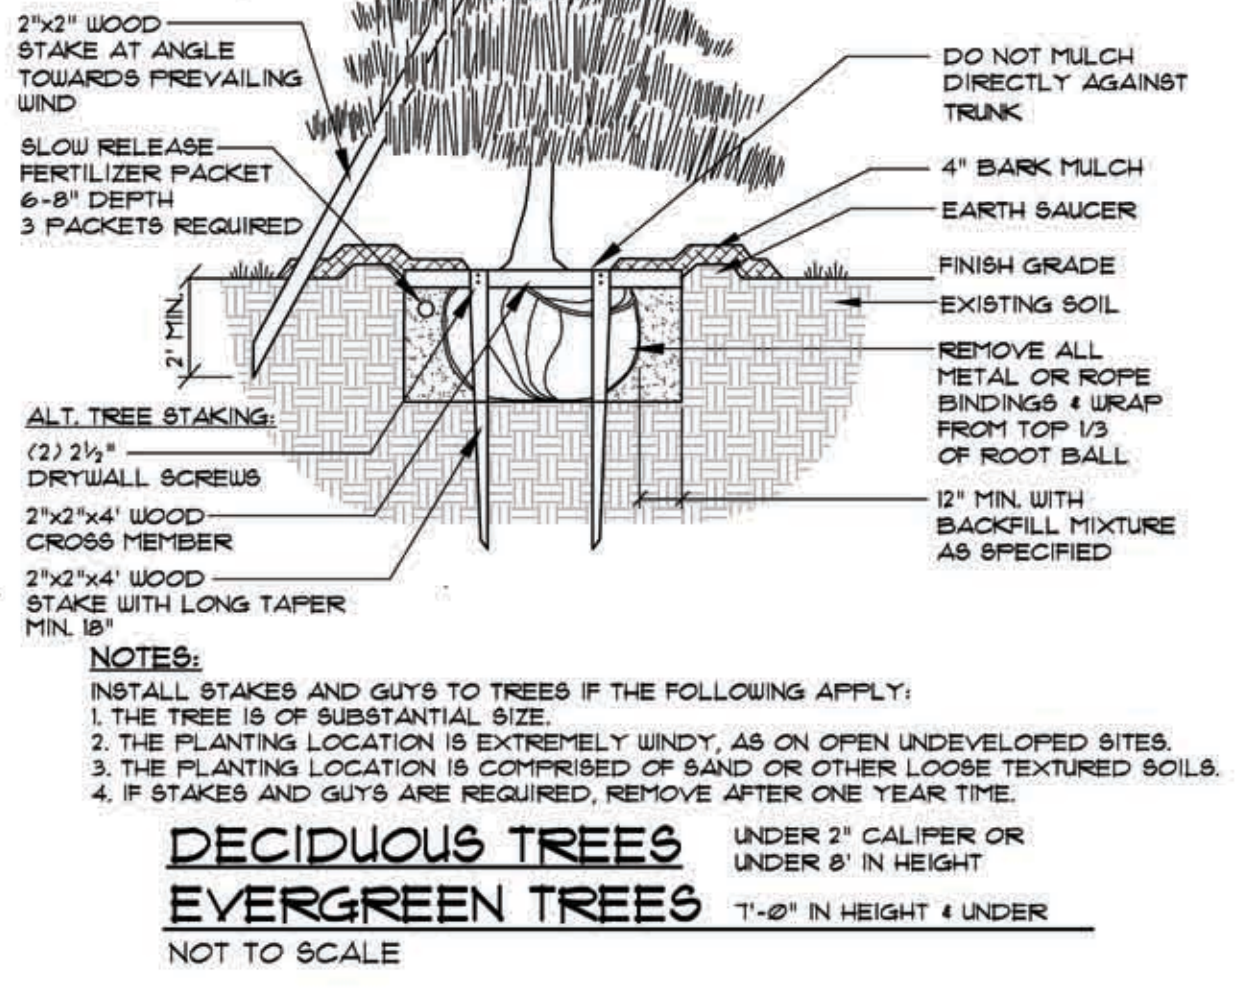 2"x2" WOOD
STAKE AT ANGLE
TOWARDS PREVAILING
WIND
SLOW RELEASE
FERTILIZER PACKET
6-8" DEPTH
3 PACKETS REQUIRED
2' MIN.
ALT. TREE STAKING:
(2) 2½"
DRYWALL SCREWS
2"x2"x4' WOOD
CROSS MEMBER
2"x2"x4' WOOD
STAKE WITH LONG TAPER
MIN. 18"
DO NOT MULCH
DIRECTLY AGAINST
TRUNK
4" BARK MULCH
EARTH SAUCER
FINISH GRADE
EXISTING SOIL
REMOVE ALL
METAL OR ROPE
BINDINGS & WRAP
FROM TOP 1/3
OF ROOT BALL
12" MIN. WITH
BACKFILL MIXTURE
AS SPECIFIED
NOTES:
INSTALL STAKES AND GUYS TO TREES IF THE FOLLOWING APPLY:
1. THE TREE IS OF SUBSTANTIAL SIZE.
2. THE PLANTING LOCATION IS EXTREMELY WINDY, AS ON OPEN UNDEVELOPED SITES.
3. THE PLANTING LOCATION IS COMPRISED OF SAND OR OTHER LOOSE TEXTURED SOILS.
4. IF STAKES AND GUYS ARE REQUIRED, REMOVE AFTER ONE YEAR TIME.
DECIDUOUS TREES
UNDER 2" CALIPER OR
UNDER 8' IN HEIGHT
EVERGREEN TREES
7'-0" IN HEIGHT & UNDER
NOT TO SCALE